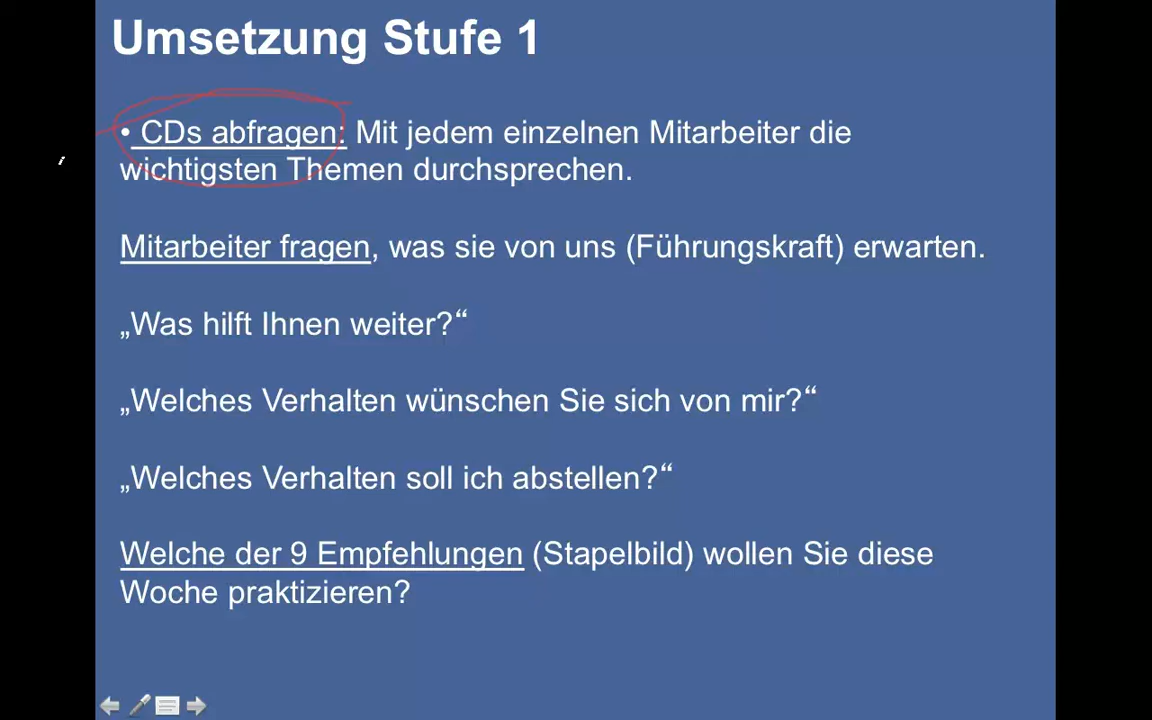 Umsetzung Stufe 1
• CDs abfragen: Mit jedem einzelnen Mitarbeiter die
wichtigsten Themen durchsprechen.
Mitarbeiter fragen, was sie von uns (Führungskraft) erwarten.
„Was hilft Ihnen weiter?“
„Welches Verhalten wünschen Sie sich von mir?“
„Welches Verhalten soll ich abstellen?“
Welche der 9 Empfehlungen (Stapelbild) wollen Sie diese
Woche praktizieren?